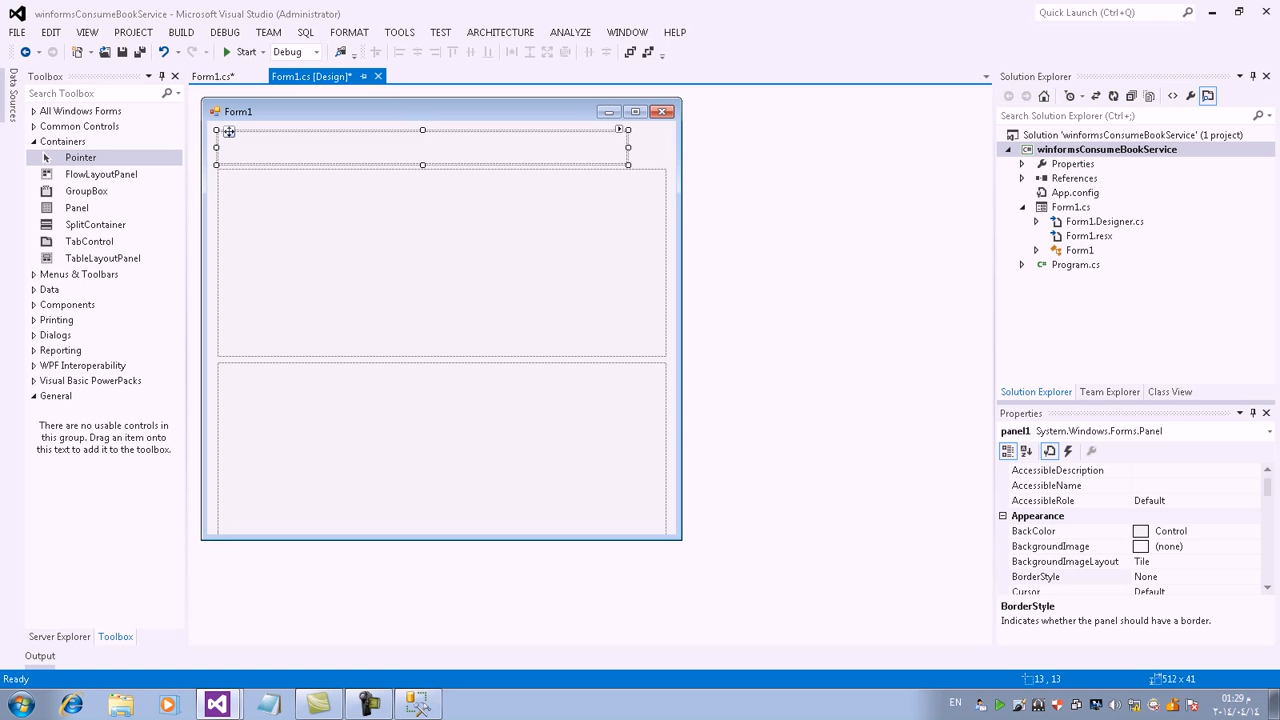 winformsConsumeBookService - Microsoft Visual Studio (Administrator)
Quick Launch (Ctrl+Q)
FILE EDIT VIEW PROJECT BUILD DEBUG TEAM SQL FORMAT TOOLS TEST ARCHITECTURE ANALYZE WINDOW HELP
Start Debug
Data Sources
Toolbox
Search Toolbox
All Windows Forms
Common Controls
Containers
Pointer
FlowLayoutPanel
GroupBox
Panel
SplitContainer
TabControl
TableLayoutPanel
Menus & Toolbars
Data
Components
Printing
Dialogs
Reporting
WPF Interoperability
Visual Basic PowerPacks
General
There are no usable controls in
this group. Drag an item onto
this text to add it to the toolbox.
Server Explorer Toolbox
Form1.cs* Form1.cs [Design]*
Form1
Solution Explorer
Search Solution Explorer (Ctrl+;)
Solution 'winformsConsumeBookService' (1 project)
winformsConsumeBookService
Properties
References
App.config
Form1.cs
Form1.Designer.cs
Form1.resx
Form1
Program.cs
Solution Explorer Team Explorer Class View
Properties
panel1 System.Windows.Forms.Panel
AccessibleDescription
AccessibleName
AccessibleRole Default
Appearance
BackColor Control
BackgroundImage (none)
BackgroundImageLayout Tile
BorderStyle None
Cursor Default
BorderStyle
Indicates whether the panel should have a border.
Output
Ready 13 , 13 512 x 41
EN
01:29 م
٢٠١٤/٠٤/١٤